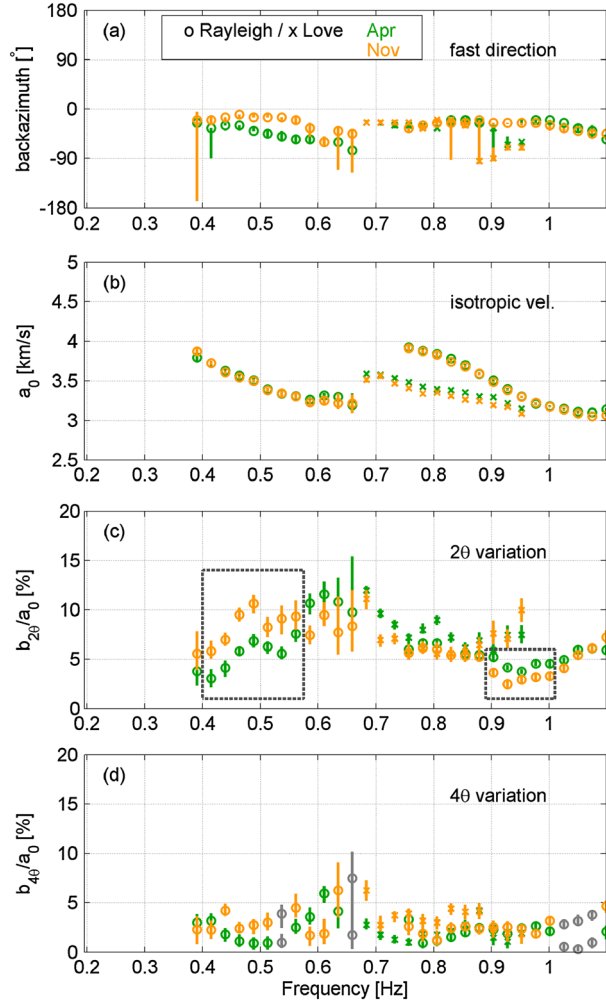 180
(a)
o Rayleigh / x Love
Apr
Nov
fast direction
90
0
-90
-180
backazimuth [°]
0.2 0.3 0.4 0.5 0.6 0.7 0.8 0.9 1
5
(b)
isotropic vel.
4.5
4
3.5
3
2.5
a0 [km/s]
0.2 0.3 0.4 0.5 0.6 0.7 0.8 0.9 1
20
(c)
2θ variation
15
10
5
0
b2θ/a0 [%]
0.2 0.3 0.4 0.5 0.6 0.7 0.8 0.9 1
20
(d)
4θ variation
15
10
5
0
b4θ/a0 [%]
0.2 0.3 0.4 0.5 0.6 0.7 0.8 0.9 1
Frequency [Hz]